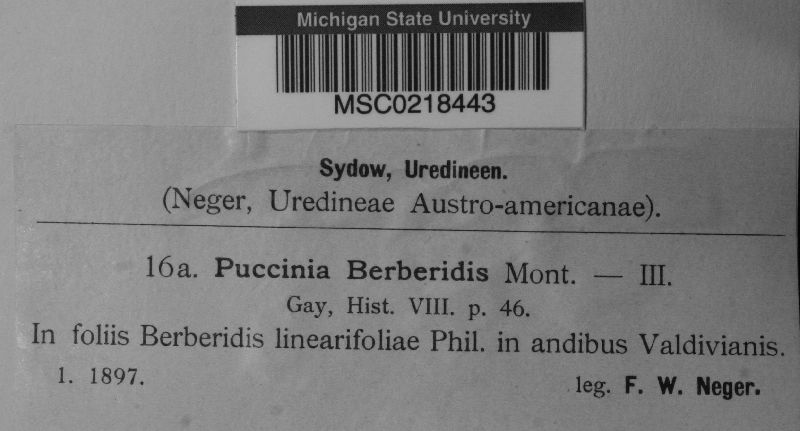 Michigan State University
MSC0218443
Sydow, Uredineen.
(Neger, Uredineae Austro-americanae).
16a. Puccinia Berberidis Mont. — III.
Gay, Hist. VIII. p. 46.
In foliis Berberidis linearifoliae Phil. in andibus Valdivianis.
1. 1897.
leg. F. W. Neger.